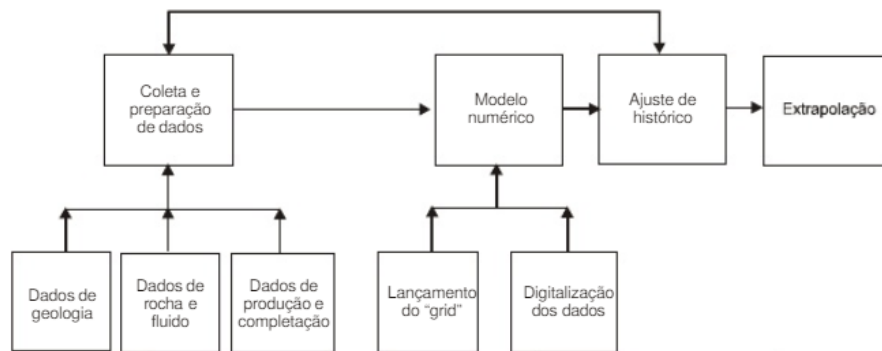 Coleta e
preparação
de dados
Modelo
numérico
Ajuste de
histórico
Extrapolação
Dados de
geologia
Dados de
rocha e
fluido
Dados de
produção e
completação
Lançamento
do “grid”
Digitalização
dos dados